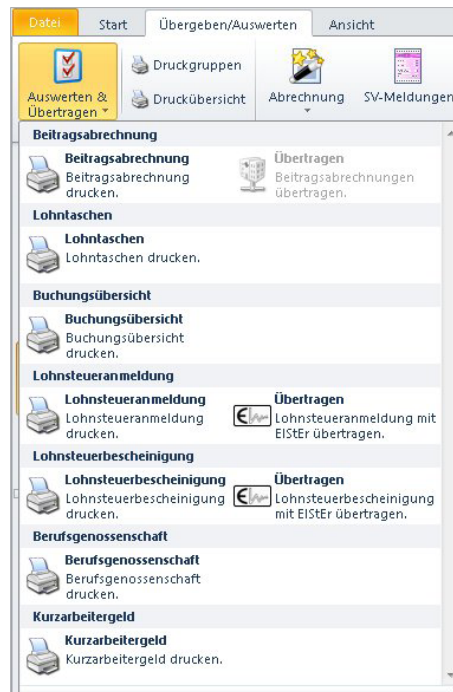 Datei Start Übergeben/Auswerten Ansicht
Auswerten & Übertragen
Druckgruppen
Druckübersicht
Abrechnung
SV-Meldungen
Beitragsabrechnung
Beitragsabrechnung
Beitragsabrechnung
drucken.
Übertragen
Beitragsabrechnungen
übertragen.
Lohntaschen
Lohntaschen
Lohntaschen drucken.
Buchungsübersicht
Buchungsübersicht
Buchungsübersicht
drucken.
Lohnsteueranmeldung
Lohnsteueranmeldung
Lohnsteueranmeldung
drucken.
Übertragen
Lohnsteueranmeldung mit
ElStEr übertragen.
Lohnsteuerbescheinigung
Lohnsteuerbescheinigung
Lohnsteuerbescheinigung
drucken.
Übertragen
Lohnsteuerbescheinigung
mit ElStEr übertragen.
Berufsgenossenschaft
Berufsgenossenschaft
Berufsgenossenschaft
drucken.
Kurzarbeitergeld
Kurzarbeitergeld
Kurzarbeitergeld drucken.